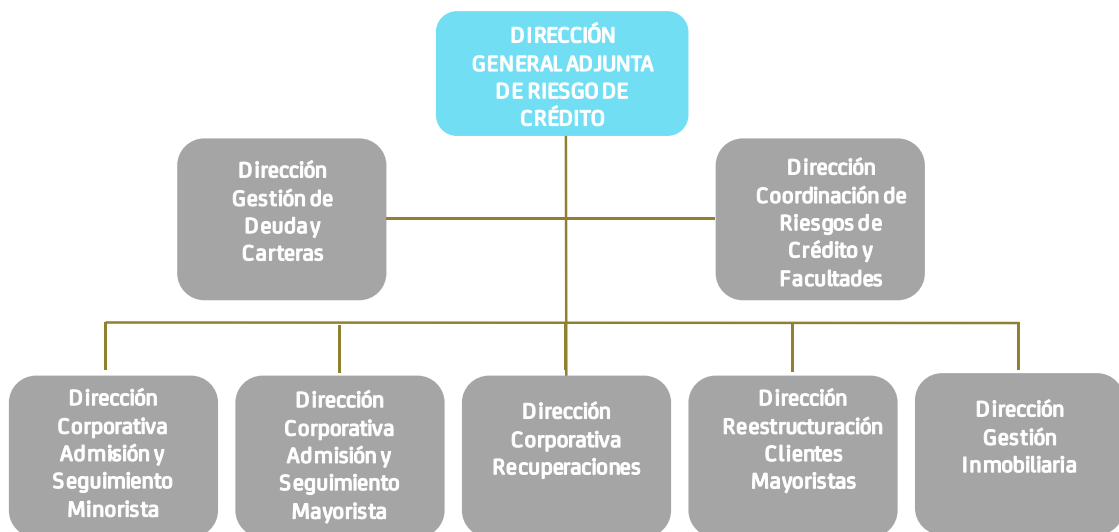 DIRECCIÓN
GENERAL ADJUNTA
DE RIESGO DE
CRÉDITO
Dirección
Gestión de
Deuda y
Carteras
Dirección
Coordinación de
Riesgos de
Crédito y
Facultades
Dirección
Corporativa
Admisión y
Seguimiento
Minorista
Dirección
Corporativa
Admisión y
Seguimiento
Mayorista
Dirección
Corporativa
Recuperaciones
Dirección
Reestructuración
Clientes
Mayoristas
Dirección
Gestión
Inmobiliaria